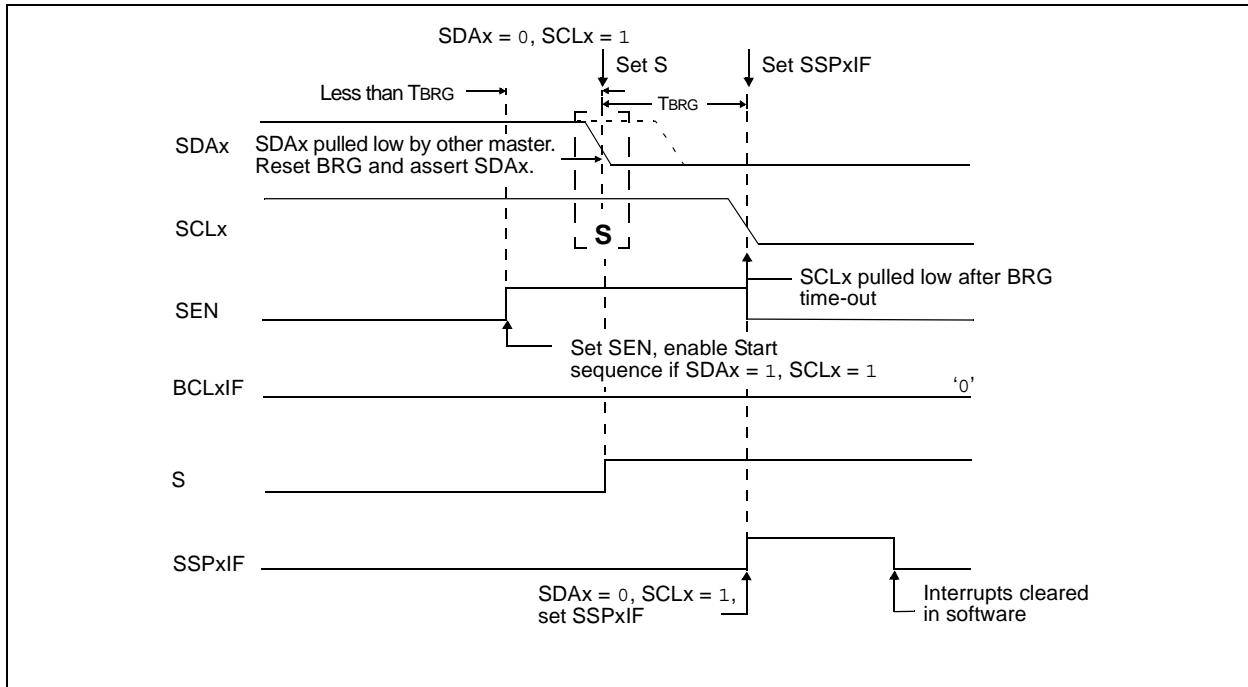 SDAx = 0, SCLx = 1
Set S
Set SSPxIF
Less than TBRG
TBRG
SDAx
SDAx pulled low by other master.
Reset BRG and assert SDAx.
SCLx
S
SCLx pulled low after BRG
time-out
SEN
Set SEN, enable Start
sequence if SDAx = 1, SCLx = 1
BCLxIF
‘0’
S
SSPxIF
SDAx = 0, SCLx = 1,
set SSPxIF
Interrupts cleared
in software